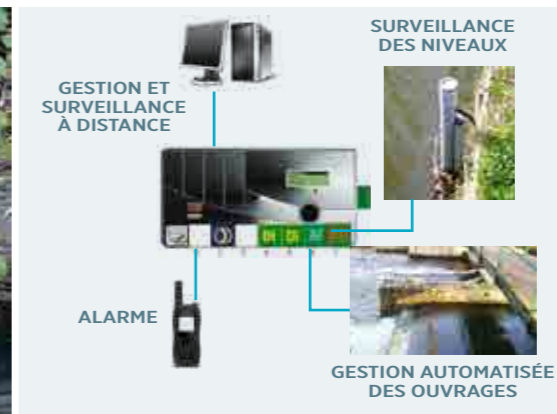 SURVEILLANCE
DES NIVEAUX
GESTION ET
SURVEILLANCE
À DISTANCE
ALARME
GESTION AUTOMATISÉE
DES OUVRAGES